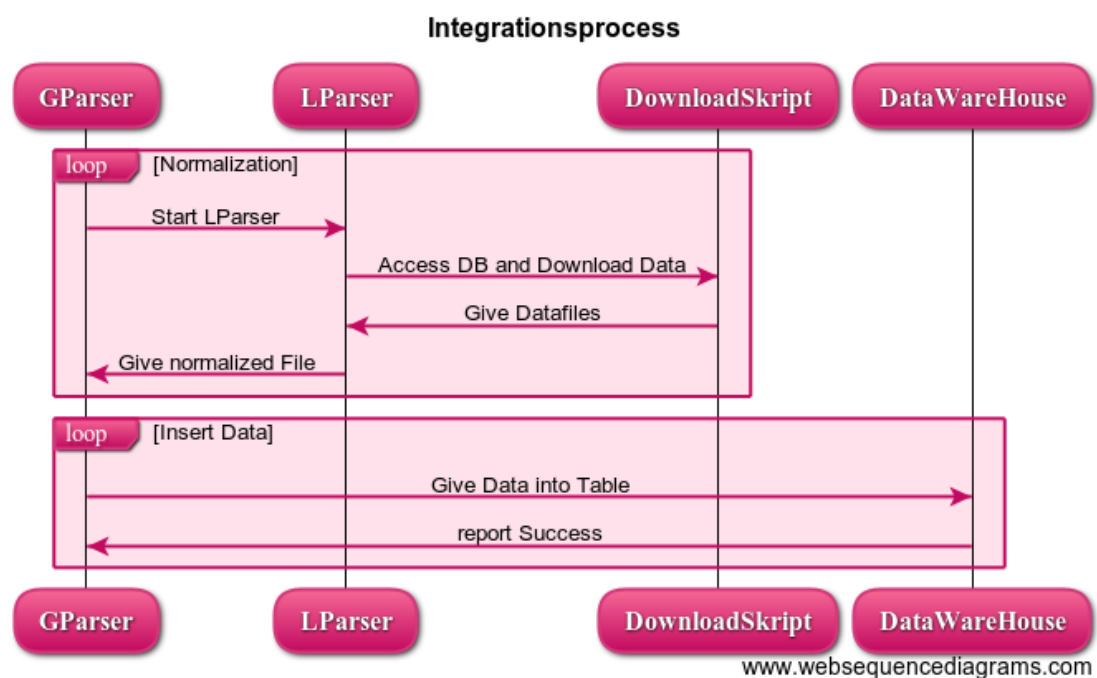 Integrationsprocess
GParser LParser DownloadSkript DataWareHouse
loop [Normalization]
Start LParser
Access DB and Download Data
Give Datafiles
Give normalized File
loop [Insert Data]
Give Data into Table
report Success
GParser LParser DownloadSkript DataWareHouse
www.websequencediagrams.com